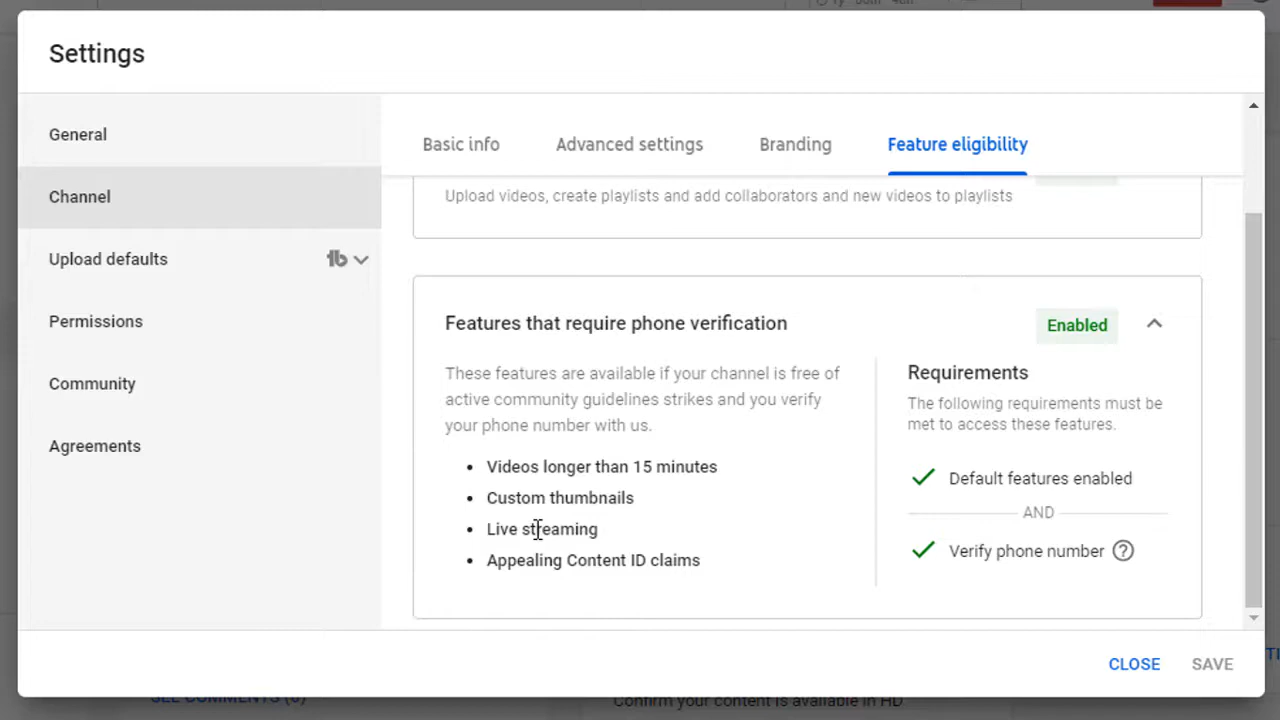 Settings
General
Channel
Upload defaults
Permissions
Community
Agreements
Basic info
Advanced settings
Branding
Feature eligibility
Upload videos, create playlists and add collaborators and new videos to playlists
Features that require phone verification
Enabled
These features are available if your channel is free of
active community guidelines strikes and you verify
your phone number with us.
• Videos longer than 15 minutes
• Custom thumbnails
• Live streaming
• Appealing Content ID claims
Requirements
The following requirements must be
met to access these features.
Default features enabled
AND
Verify phone number
CLOSE
SAVE
SEE COMMENTS (6)
Confirm your content is available in HD